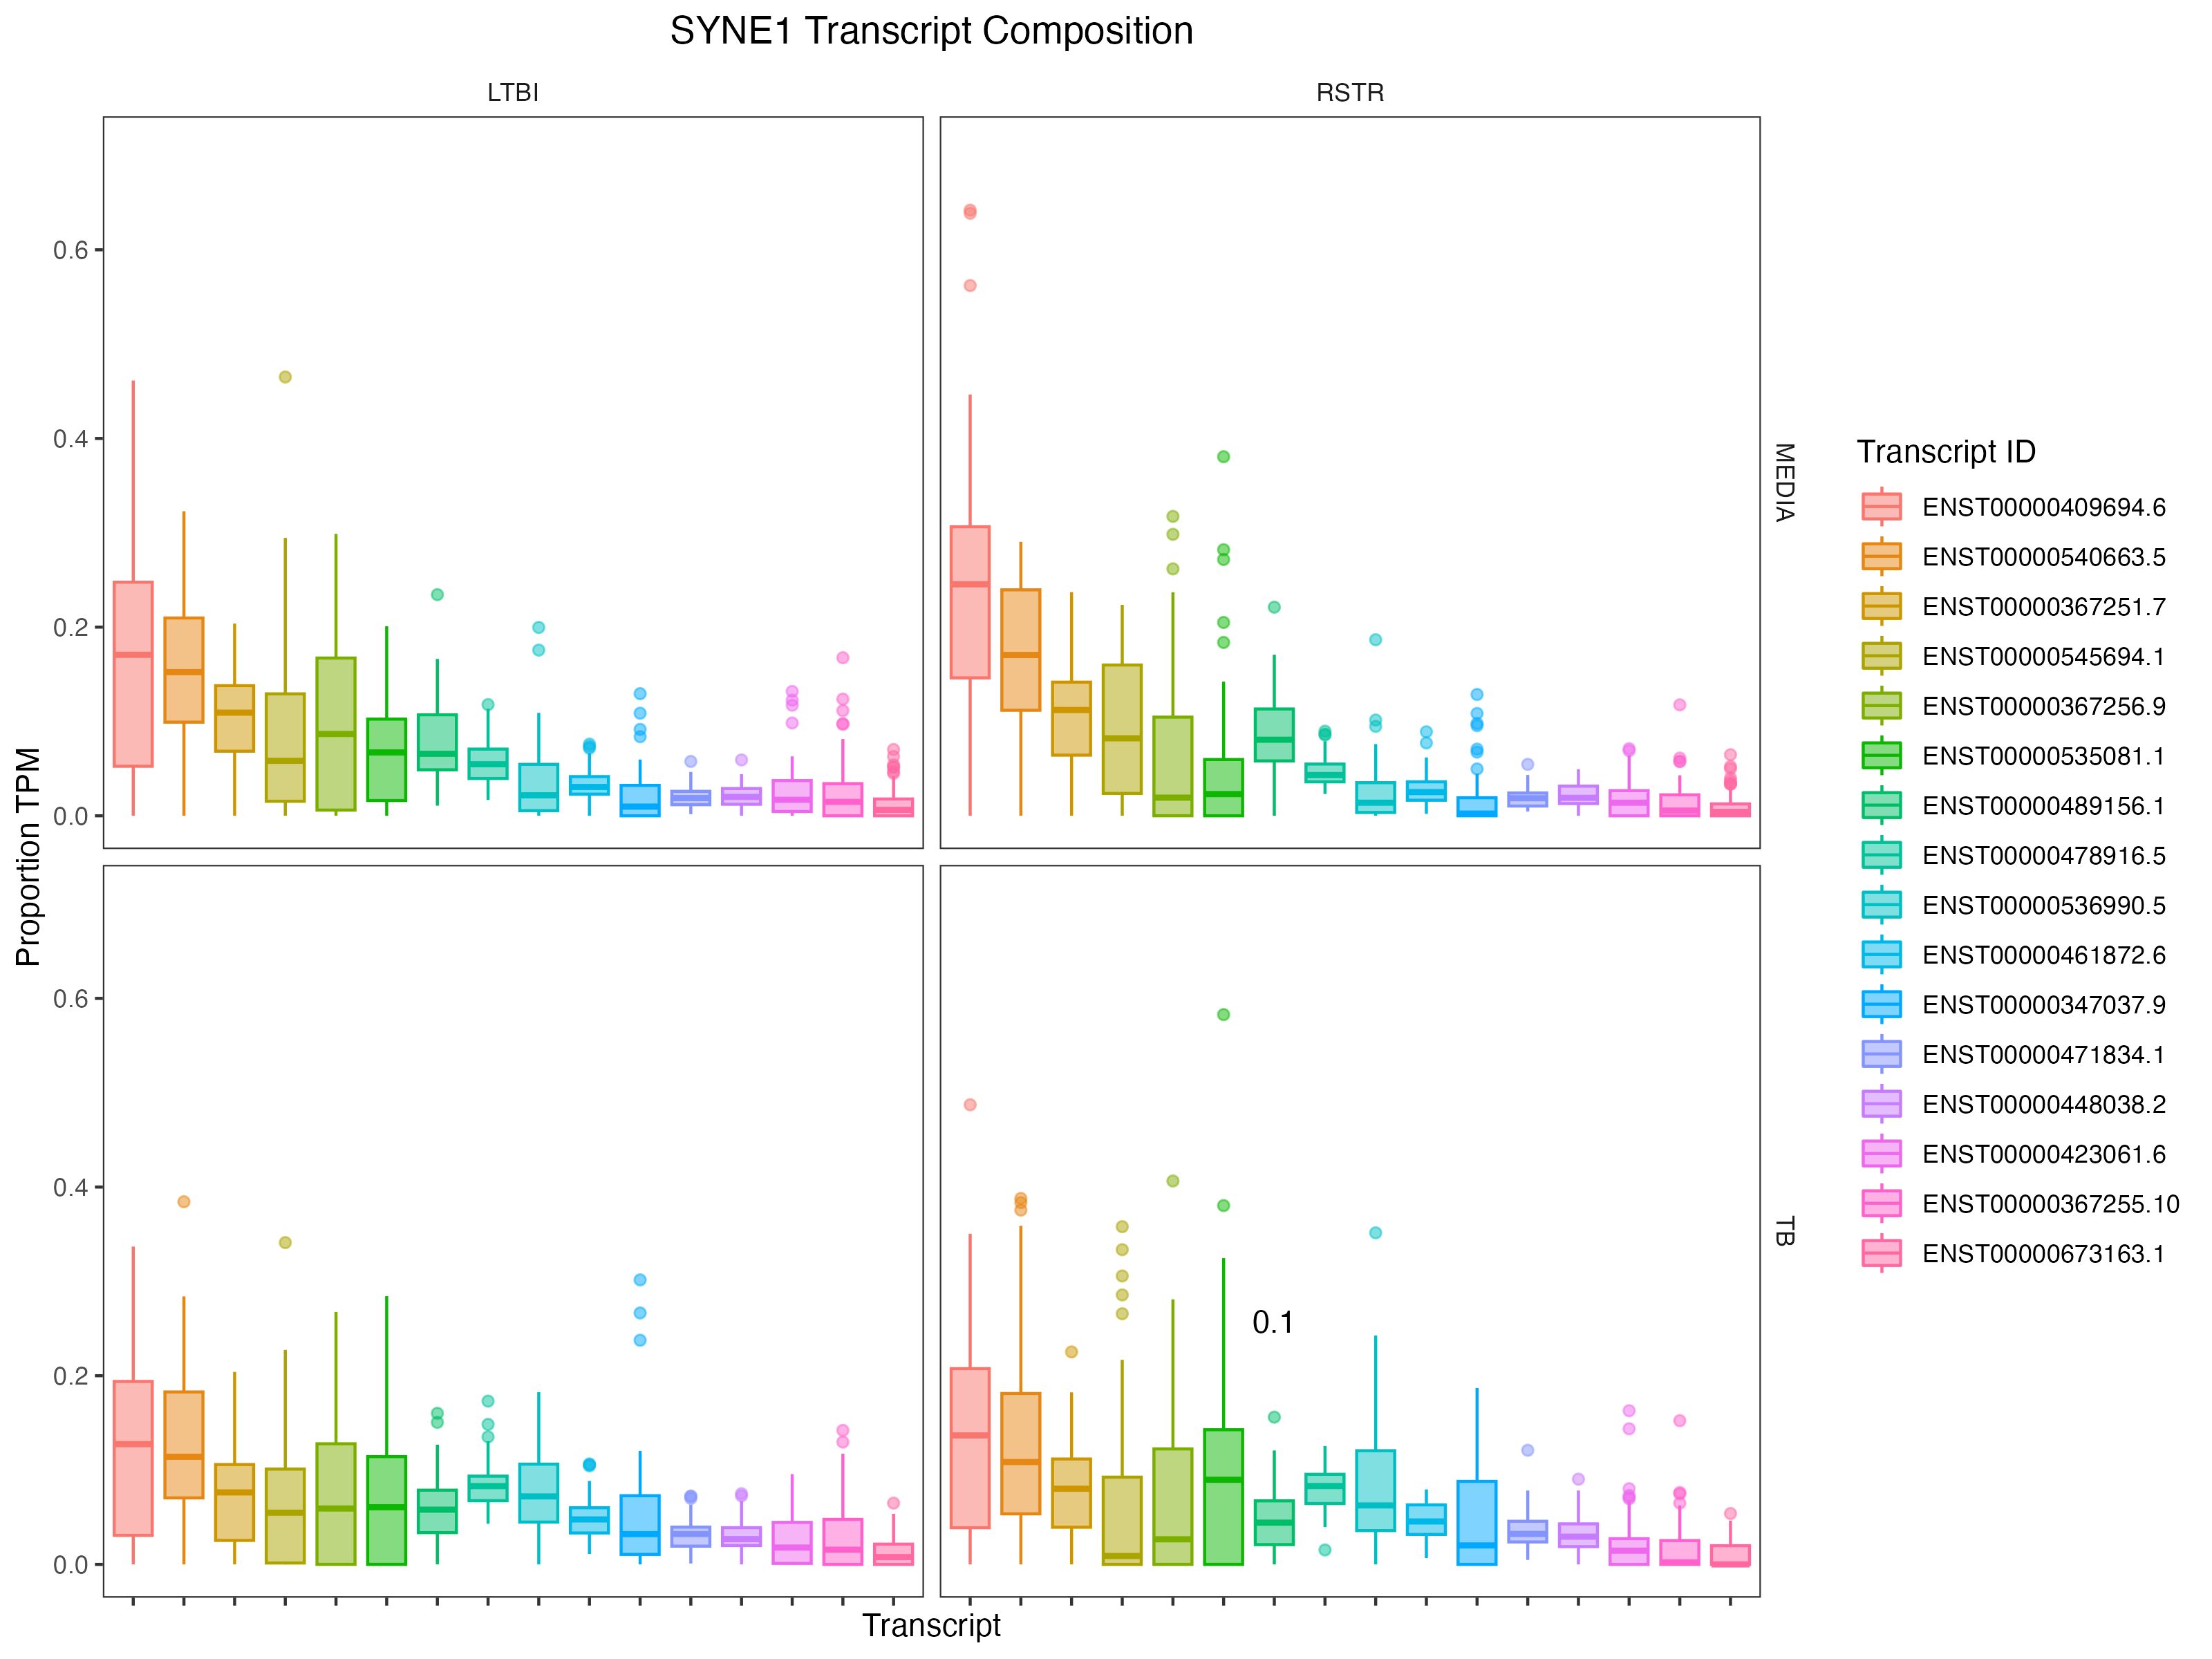 SYNE1 Transcript Composition
LTBI
RSTR
0.6
0.4
0.2
0.0
MEDIA
0.6
0.4
0.2
0.0
0.1
TB
Proportion TPM
Transcript
Transcript ID
ENST00000409694.6
ENST00000540663.5
ENST00000367251.7
ENST00000545694.1
ENST00000367256.9
ENST00000535081.1
ENST00000489156.1
ENST00000478916.5
ENST00000536990.5
ENST00000461872.6
ENST00000347037.9
ENST00000471834.1
ENST00000448038.2
ENST00000423061.6
ENST00000367255.10
ENST00000673163.1